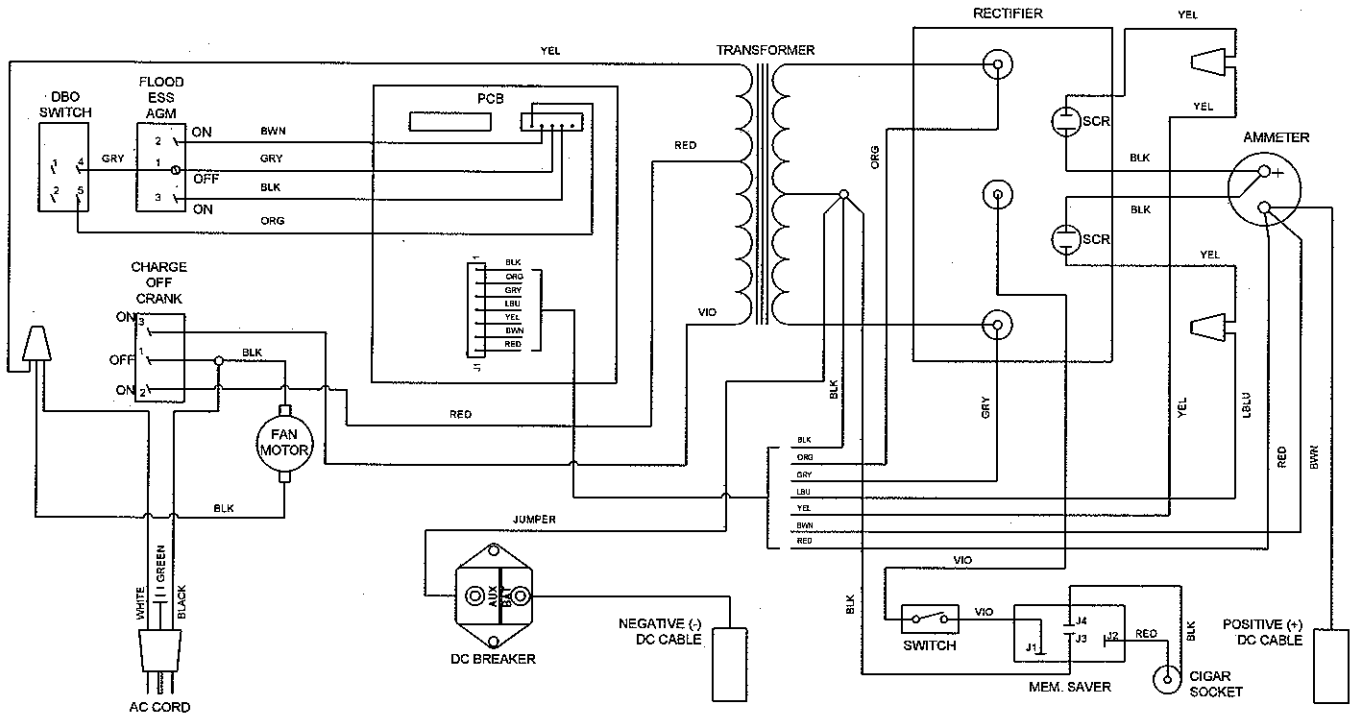 RECTIFIER
YEL
YEL
TRANSFORMER
FLOOD
ESS
AGM
DBO
SWITCH
PCB
ON
BWN
2
SCR
YEL
AMMETER
1
4
GRY
1
GRY
RED
ORG
BLK
+
OFF
2
5
3
BLK
ON
BLK
ORG
SCR
YEL
CHARGE
OFF
CRANK
BLK
ORG
GRY
LBU
YEL
BWN
RED
1
VIO
ON
3
1
OFF
BLK
ON
2
BLK
GRY
YEL
LBLU
RED
RED
BWN
FAN
MOTOR
BLK
ORG
GRY
LBU
YEL
BWN
RED
BLK
JUMPER
VIO
GREEN
WHITE
BLACK
AUX
BAT
DC BREAKER
NEGATIVE (-)
DC CABLE
BLK
VIO
SWITCH
J4
J3
J1
J2
RED
BLK
MEM. SAVER
CIGAR
SOCKET
POSITIVE (+)
DC CABLE
AC CORD